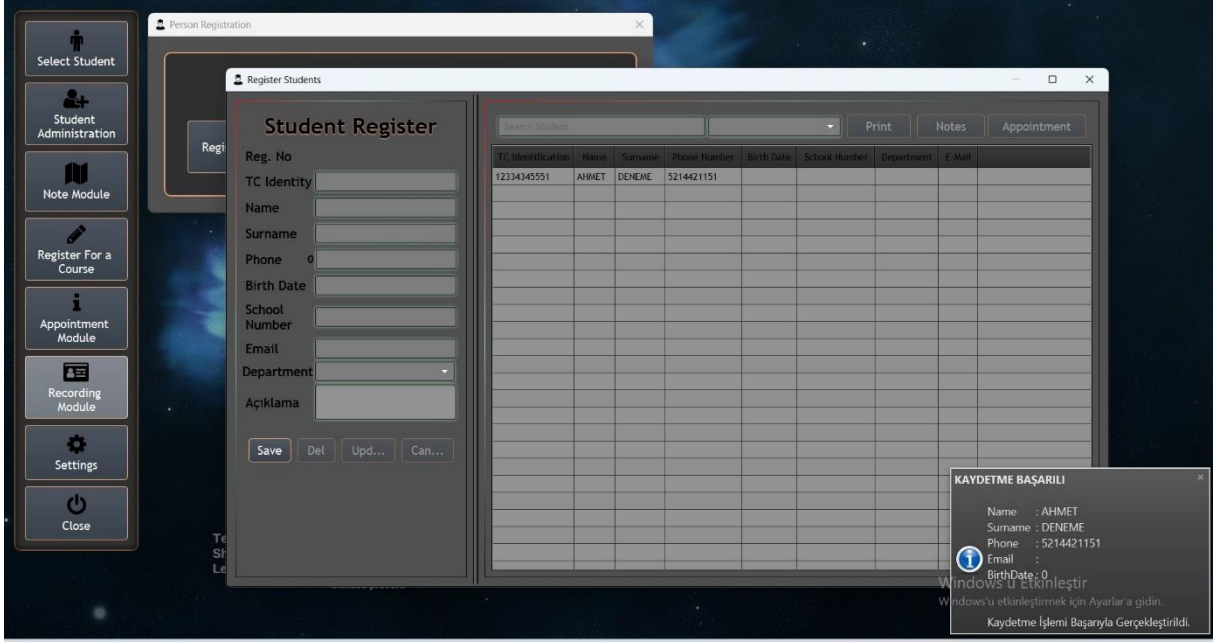 Select Student
Student
Administration
Note Module
Register For a
Course
Appointment
Module
Recording
Module
Settings
Close
Person Registration
Register Students
Student Register
Reg. No
TC Identity
Name
Surname
Phone 0
Birth Date
School
Number
Email
Department
Açıklama
Save Del Upd... Can...
Search Student
Print Notes Appointment
TC Identification Name Surname Phone Number Birth Date School Number Department E-Mail
12334345551 AHMET DENEME 5214421151
KAYDETME BAŞARILI
Name : AHMET
Surname : DENEME
Phone : 5214421151
Email :
BirthDate : 0
Windows'u Etkinleştir
Windows'u etkinleştirmek için Ayarlar'a gidin.
Kaydetme İşlemi Başarıyla Gerçekleştirildi.